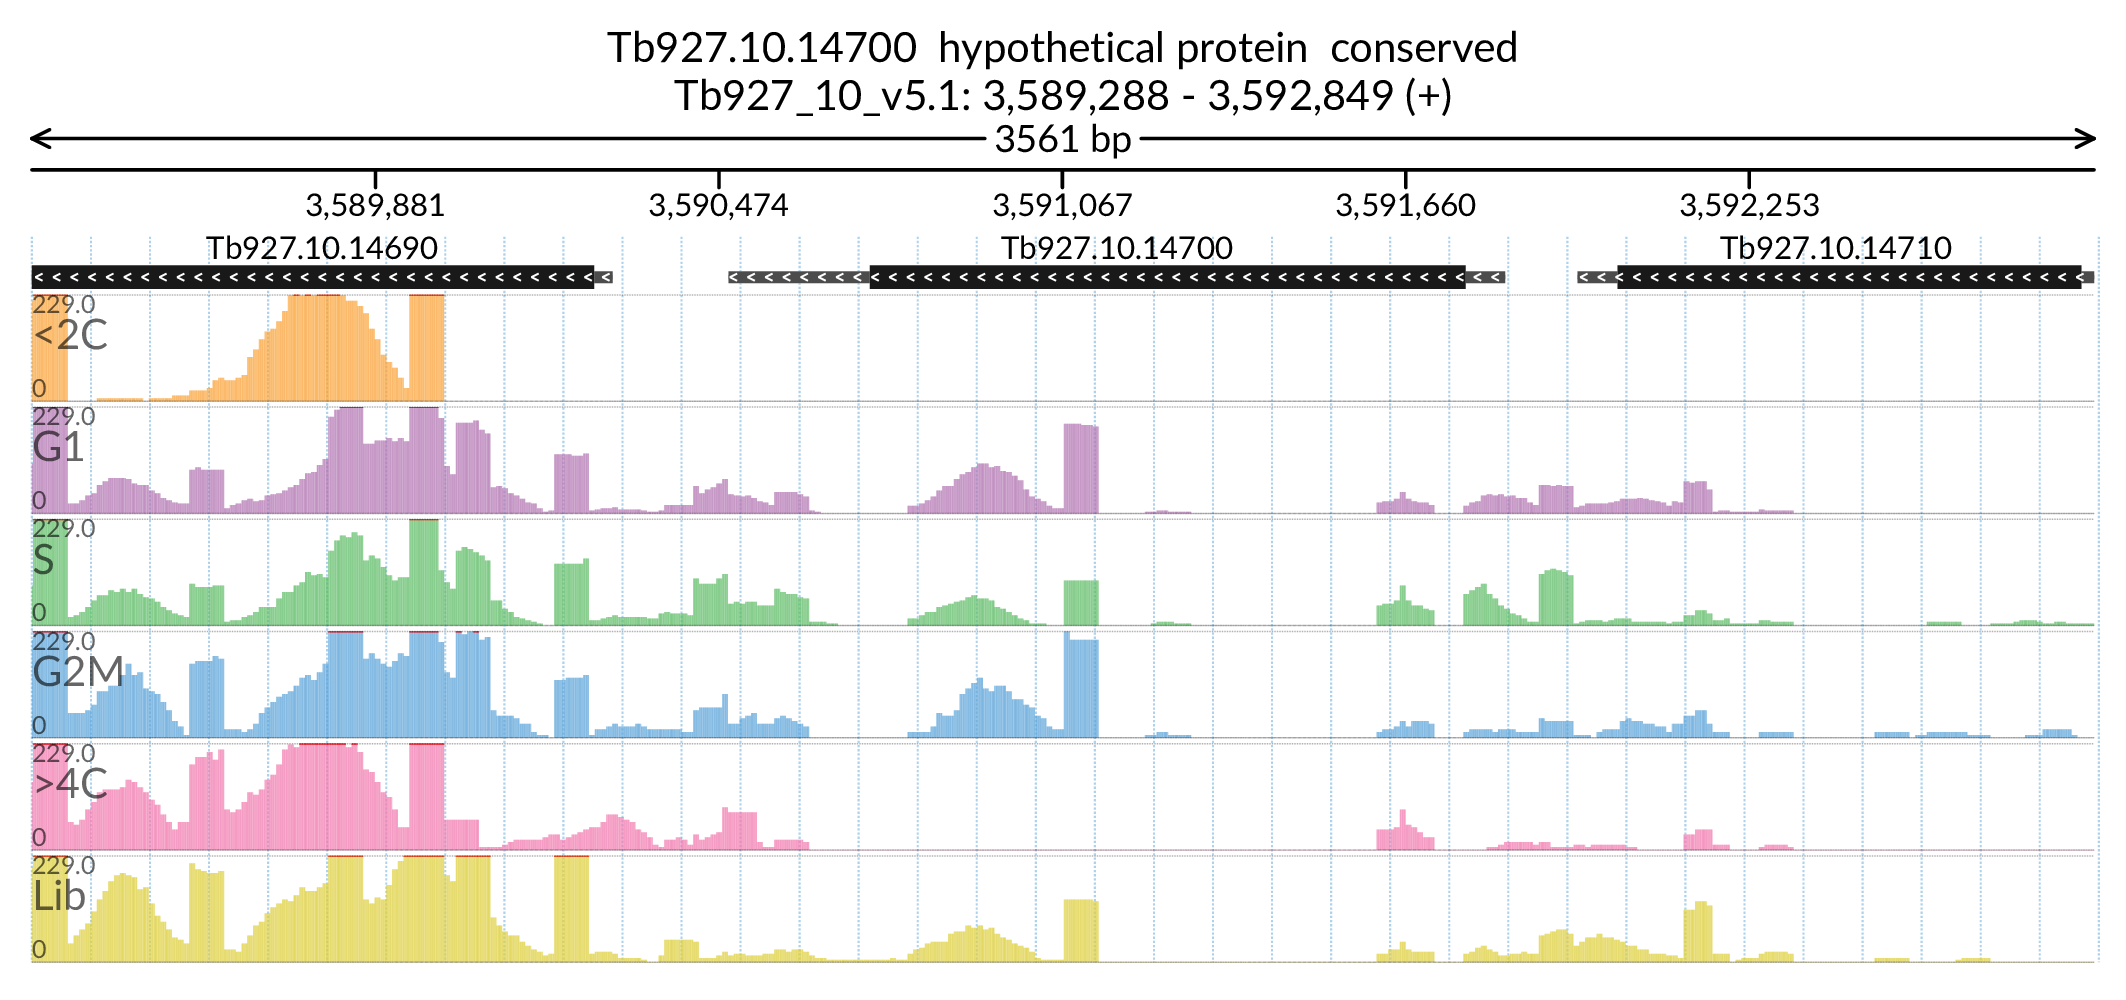 Tb927.10.14700 hypothetical protein conserved
Tb927_10_v5.1: 3,589,288 - 3,592,849 (+)
3561 bp
3,589,881 3,590,474 3,591,067 3,591,660 3,592,253
Tb927.10.14690 Tb927.10.14700 Tb927.10.14710
229.0
<2C
0
229.0
G1
0
229.0
S
0
229.0
G2M
0
229.0
>4C
0
229.0
Lib
0